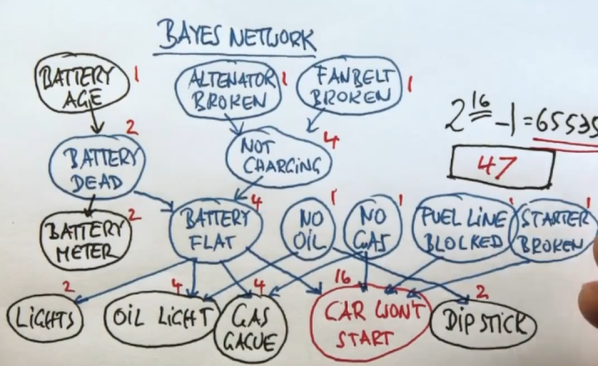 BAYES NETWORK
BATTERY
AGE
1
ALTENATOR
BROKEN
1
FANBELT
BROKEN
1
2^16 - 1 = 65535
47
BATTERY
DEAD
2
NOT
CHARGING
4
BATTERY
METER
2
BATTERY
FLAT
4
NO
OIL
1
NO
GAS
1
FUEL LINE
BLOCKED
1
STARTER
BROKEN
1
LIGHTS
2
OIL LIGHT
4
GAS
GAGUE
4
CAR WON'T
START
16
DIP STICK
2